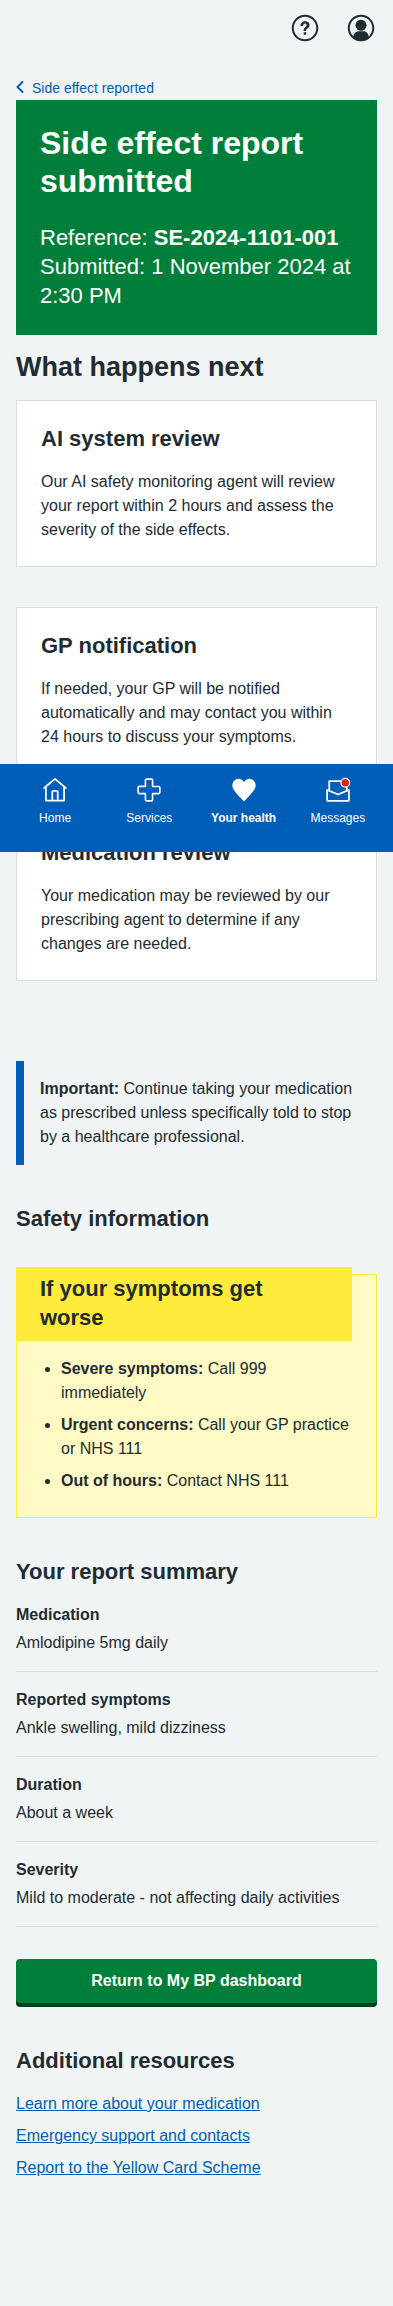 Side effect reported
Side effect report
submitted
Reference: SE-2024-1101-001
Submitted: 1 November 2024 at
2:30 PM
What happens next
AI system review
Our AI safety monitoring agent will review
your report within 2 hours and assess the
severity of the side effects.
GP notification
If needed, your GP will be notified
automatically and may contact you within
24 hours to discuss your symptoms.
Home
Services
Your health
Messages
Medication review
Your medication may be reviewed by our
prescribing agent to determine if any
changes are needed.
Important: Continue taking your medication
as prescribed unless specifically told to stop
by a healthcare professional.
Safety information
If your symptoms get
worse
• Severe symptoms: Call 999
immediately
• Urgent concerns: Call your GP practice
or NHS 111
• Out of hours: Contact NHS 111
Your report summary
Medication
Amlodipine 5mg daily
Reported symptoms
Ankle swelling, mild dizziness
Duration
About a week
Severity
Mild to moderate - not affecting daily activities
Return to My BP dashboard
Additional resources
Learn more about your medication
Emergency support and contacts
Report to the Yellow Card Scheme